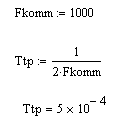 Fkomm := 1000
Ttp := 1 / (2·Fkomm)
Ttp = 5 × 10^-4